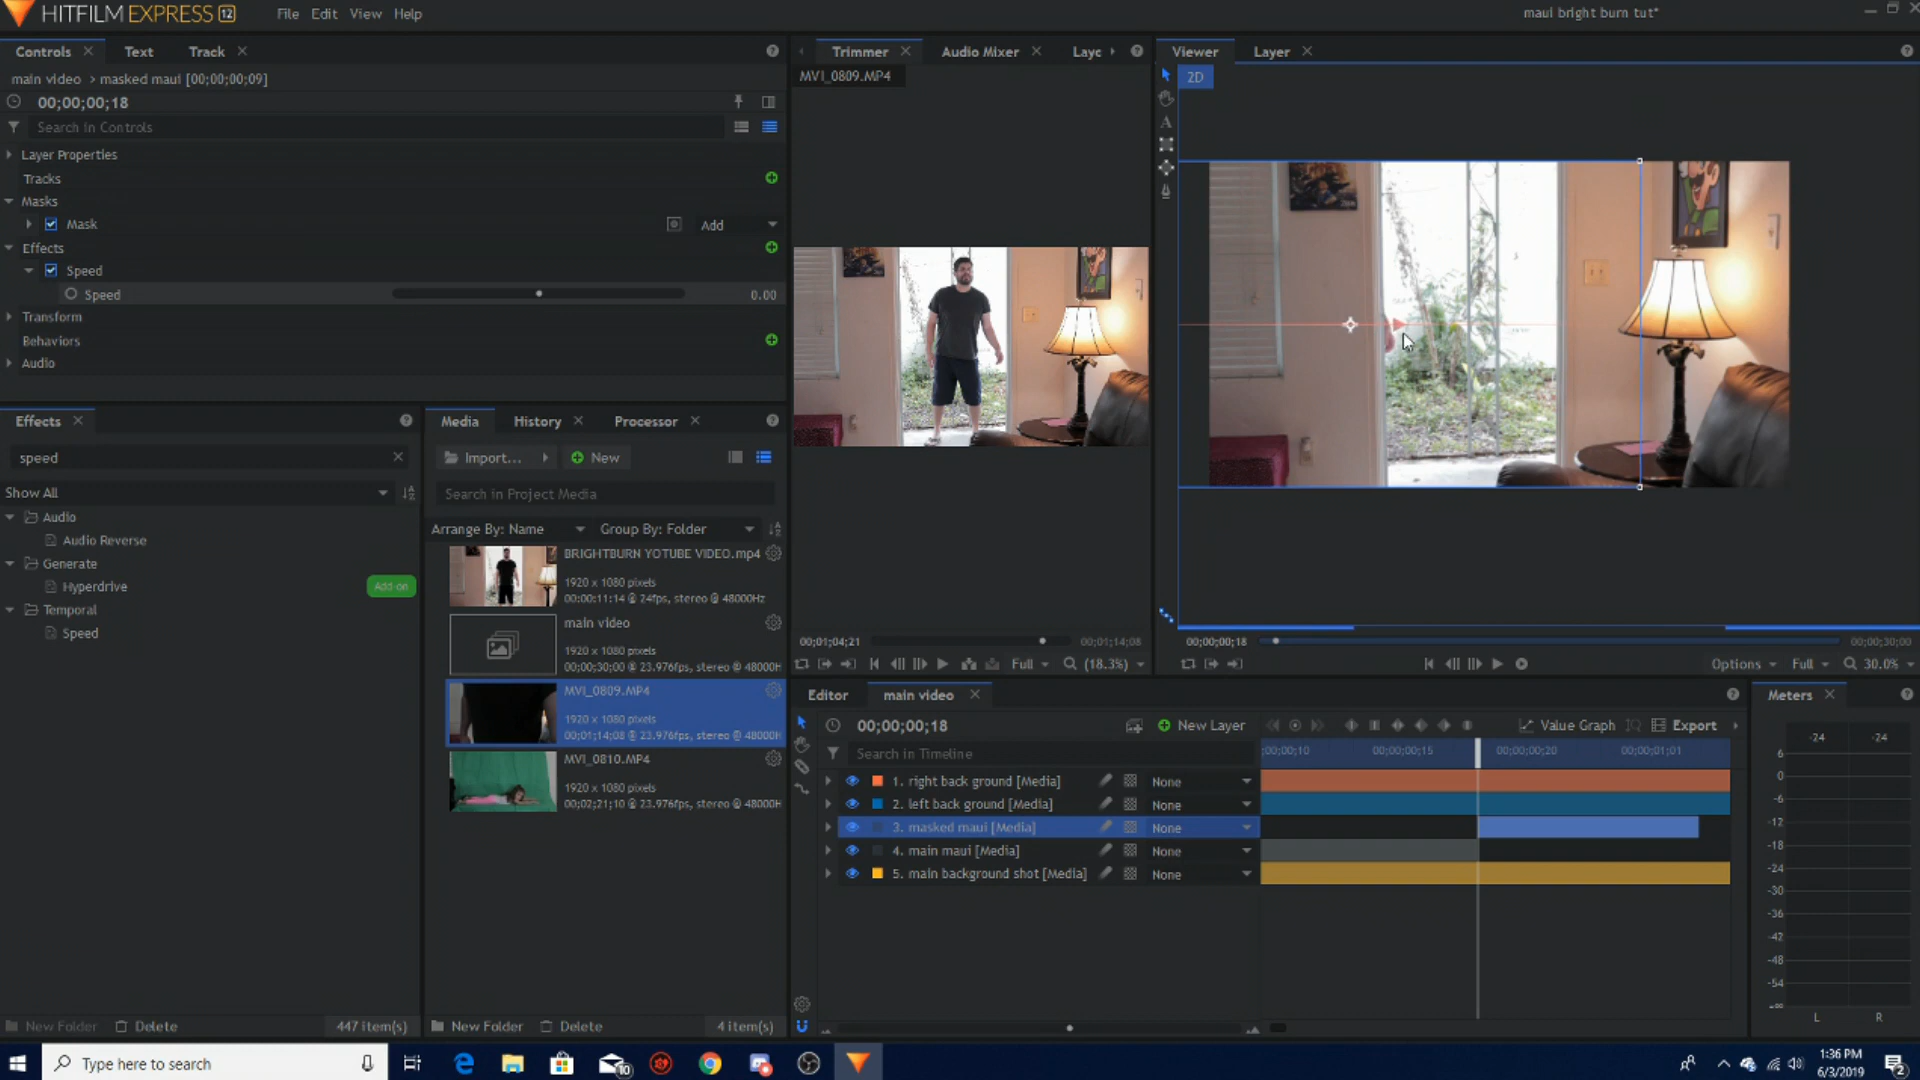 HITFILM EXPRESS 12
File Edit View Help
maui bright burn tut*
Controls Text Track
main video > masked maui [00;00;00;09]
00;00;00;18
Search in Controls
Layer Properties
Tracks
Masks
Mask Add
Effects
Speed
Speed 0.00
Transform
Behaviors
Audio
Effects
speed
Show All
Audio
Audio Reverse
Generate
Hyperdrive Add-on
Temporal
Speed
New Folder Delete 447 item(s)
Media History Processor
Import... New
Search in Project Media
Arrange By: Name Group By: Folder
BRIGHTBURN YOTUBE VIDEO.mp4
1920 x 1080 pixels
00:00:11:14 @ 24fps, stereo @ 48000Hz
main video
1920 x 1080 pixels
00;00;30;00 @ 23.976fps, stereo @ 48000H
MVI_0809.MP4
1920 x 1080 pixels
00;01;14;08 @ 23.976fps, stereo @ 48000H
MVI_0810.MP4
1920 x 1080 pixels
00;02;21;10 @ 23.976fps, stereo @ 48000H
New Folder Delete 4 item(s)
Trimmer Audio Mixer Layc
MVI_0809.MP4
00;01;04;21 00;01;14;08
Full (18.3%)
Viewer Layer
2D
00;00;00;18 00;00;30;00
Options Full 30.0%
Editor main video
00;00;00;18 New Layer Value Graph Export
Search in Timeline ;00;00;10 00;00;00;15 00;00;00;20 00;00;01;01
1. right back ground [Media] None
2. left back ground [Media] None
3. masked maui [Media] None
4. main maui [Media] None
5. main background shot [Media] None
Meters
-24 -24
6
0
-6
-12
-18
-24
-30
-36
-42
-48
-54
-∞
L R
Type here to search
10
1:36 PM
6/3/2019
2